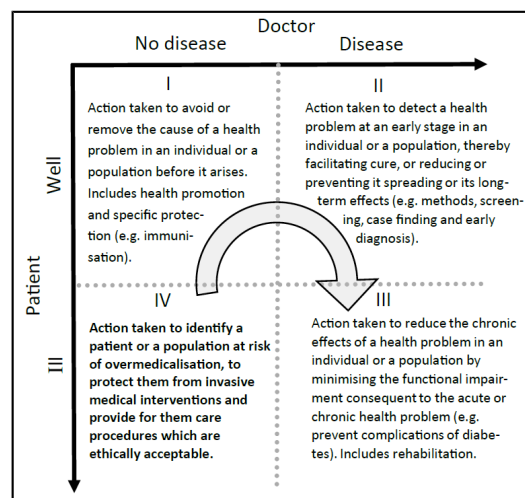 Doctor
No disease
Disease
Patient
Well
Ill
I
Action taken to avoid or
remove the cause of a health
problem in an individual or a
population before it arises.
Includes health promotion
and specific protec-
tion (e.g. immuni-
sation).
II
Action taken to detect a health
problem at an early stage in an
individual or a population, thereby
facilitating cure, or reducing or
preventing it spreading or its long-
term effects (e.g. methods, screen-
ing, case finding and early
diagnosis).
IV
Action taken to identify a
patient or a population at risk
of overmedicalisation, to
protect them from invasive
medical interventions and
provide for them care
procedures which are
ethically acceptable.
III
Action taken to reduce the chronic
effects of a health problem in an
individual or a population by
minimising the functional impair-
ment consequent to the acute or
chronic health problem (e.g.
prevent complications of diabe-
tes). Includes rehabilitation.